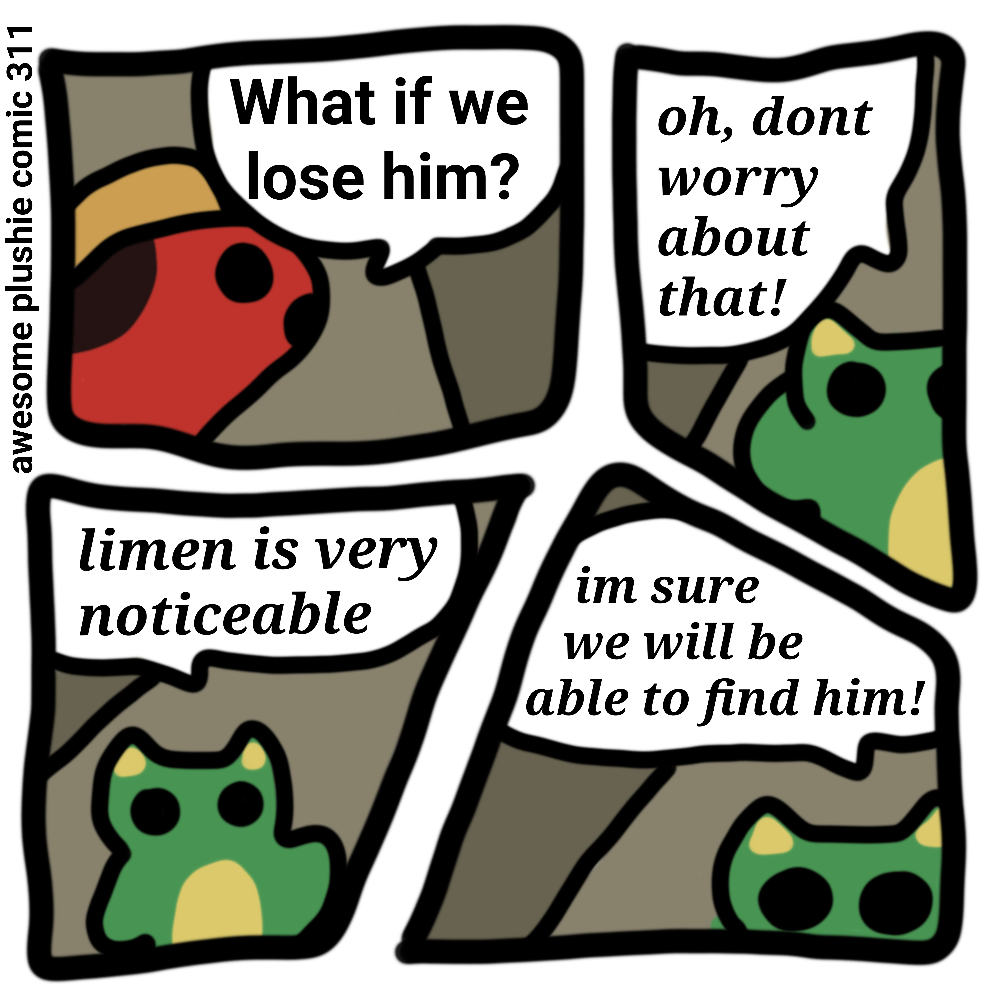 awesome plushie comic 311
What if we
lose him?
oh, dont
worry
about
that!
limen is very
noticeable
im sure
we will be
able to find him!